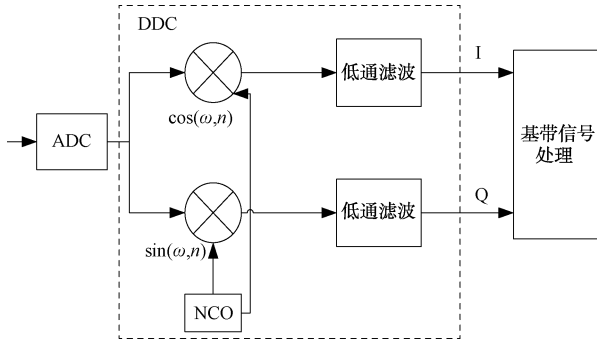 DDC
ADC
cos(ω,n)
低通滤波
I
sin(ω,n)
低通滤波
Q
NCO
基带信号
处理